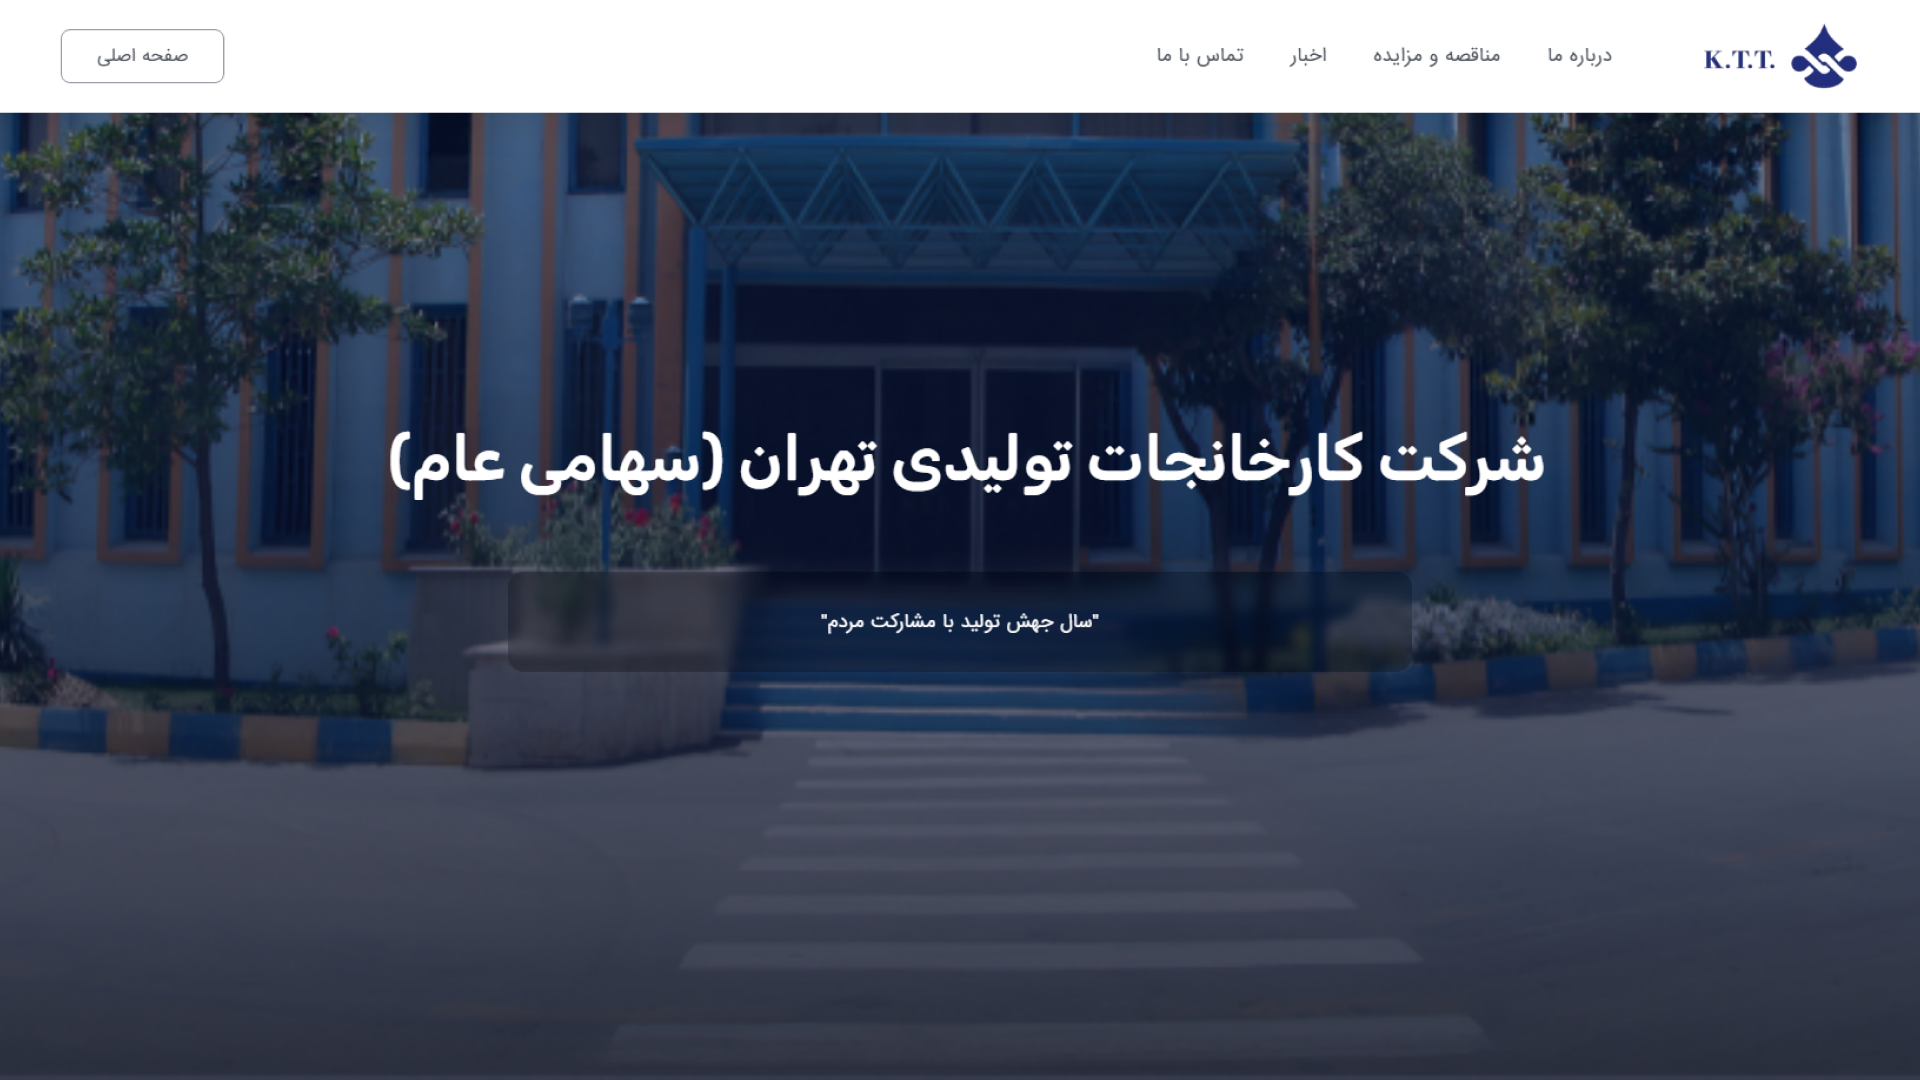 K.T.T.
درباره ما
مناقصه و مزایده
اخبار
تماس با ما
صفحه اصلی
شرکت کارخانجات تولیدی تهران (سهامی عام)
"سال جهش تولید با مشارکت مردم"